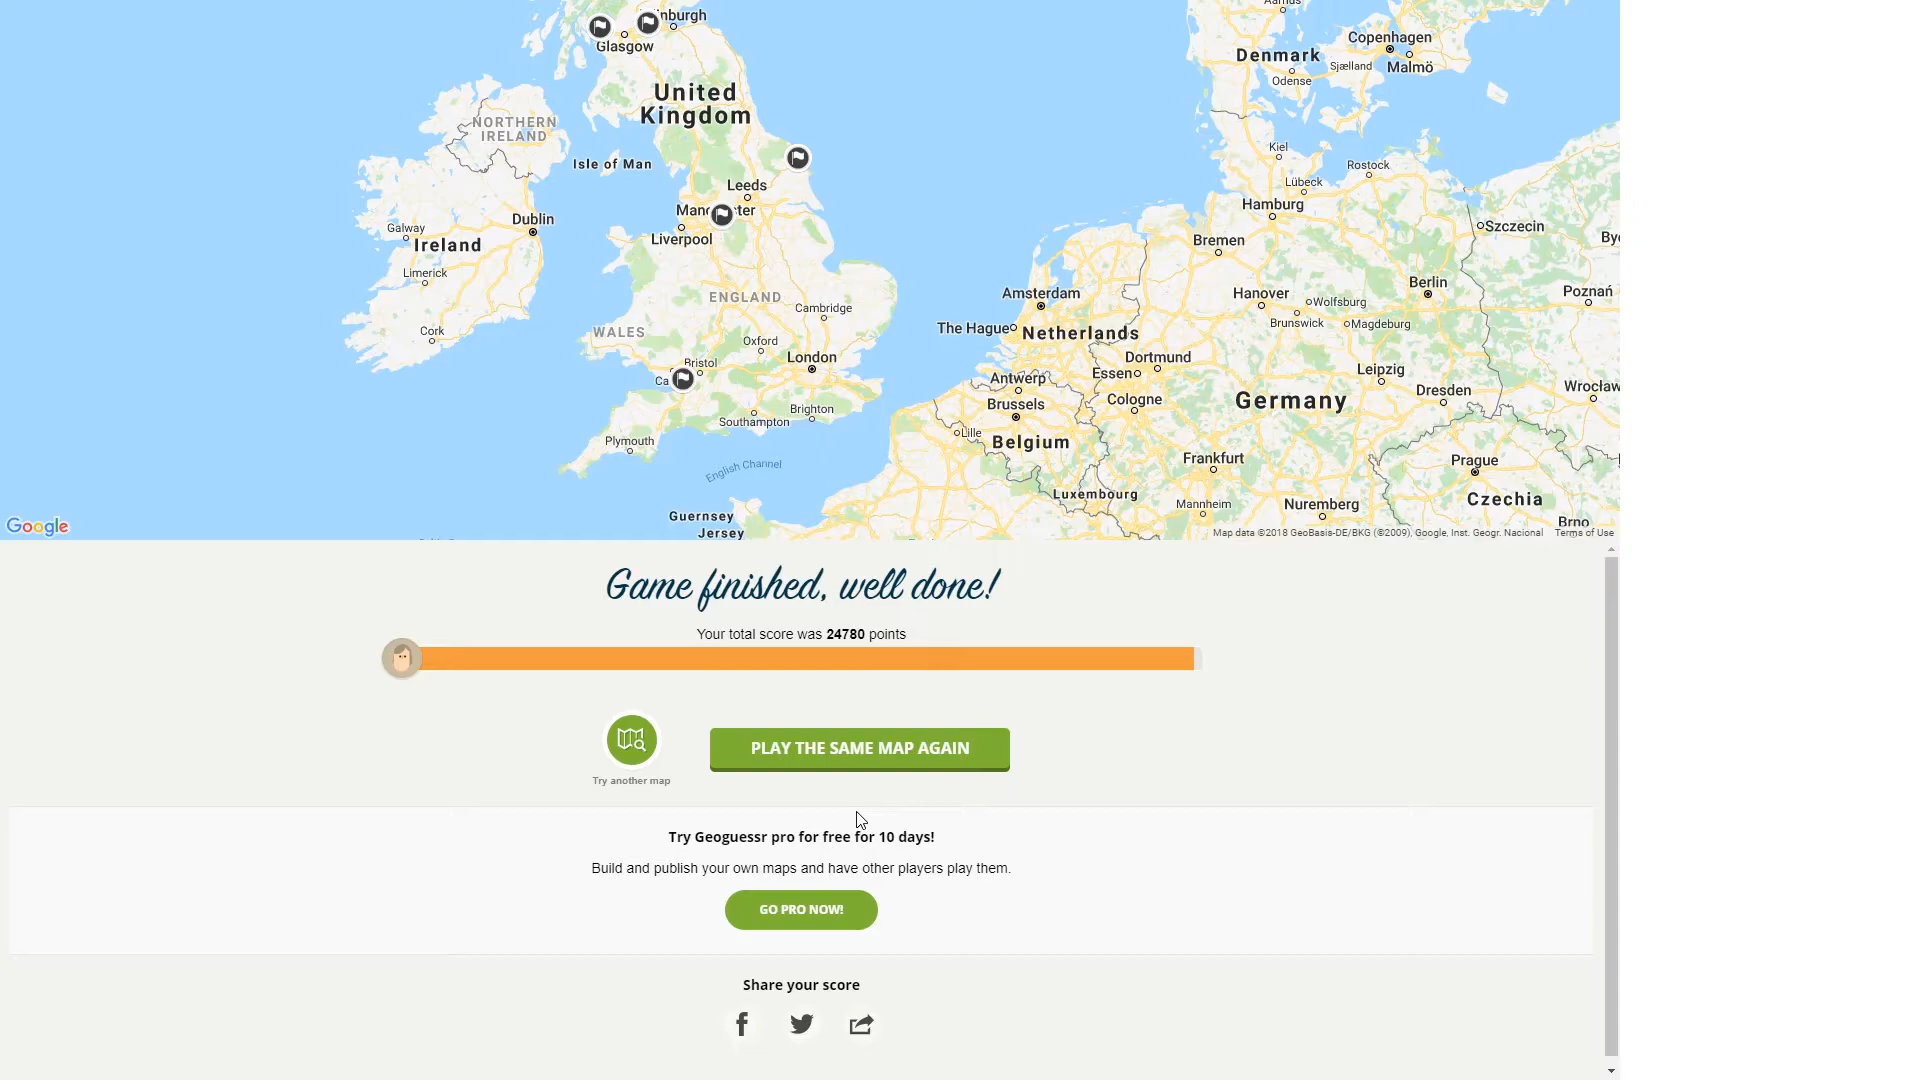 Aarhus
inburgh
Glasgow
Copenhagen
Denmark
Sjælland
Malmö
Odense
United
Kingdom
NORTHERN
IRELAND
Isle of Man
Kiel
Rostock
Leeds
Lübeck
Hamburg
Manc ter
Dublin
Galway
Ireland
Liverpool
Szczecin
Bremen
By
Limerick
Berlin
Amsterdam
Hanover
Wolfsburg
Poznań
ENGLAND
Cambridge
Brunswick
Magdeburg
Cork
WALES
The Hague
Netherlands
Oxford
London
Dortmund
Bristol
Essen
Leipzig
Ca
Antwerp
Dresden
Wrocław
Cologne
Germany
Brussels
Brighton
Southampton
Lille
Plymouth
Belgium
English Channel
Frankfurt
Prague
Luxembourg
Mannheim
Nuremberg
Czechia
Guernsey
Jersey
Brno
Google
Map data ©2018 GeoBasis-DE/BKG (©2009), Google, Inst. Geogr. Nacional Terms of Use
Game finished, well done!
Your total score was 24780 points
PLAY THE SAME MAP AGAIN
Try another map
Try Geoguessr pro for free for 10 days!
Build and publish your own maps and have other players play them.
GO PRO NOW!
Share your score